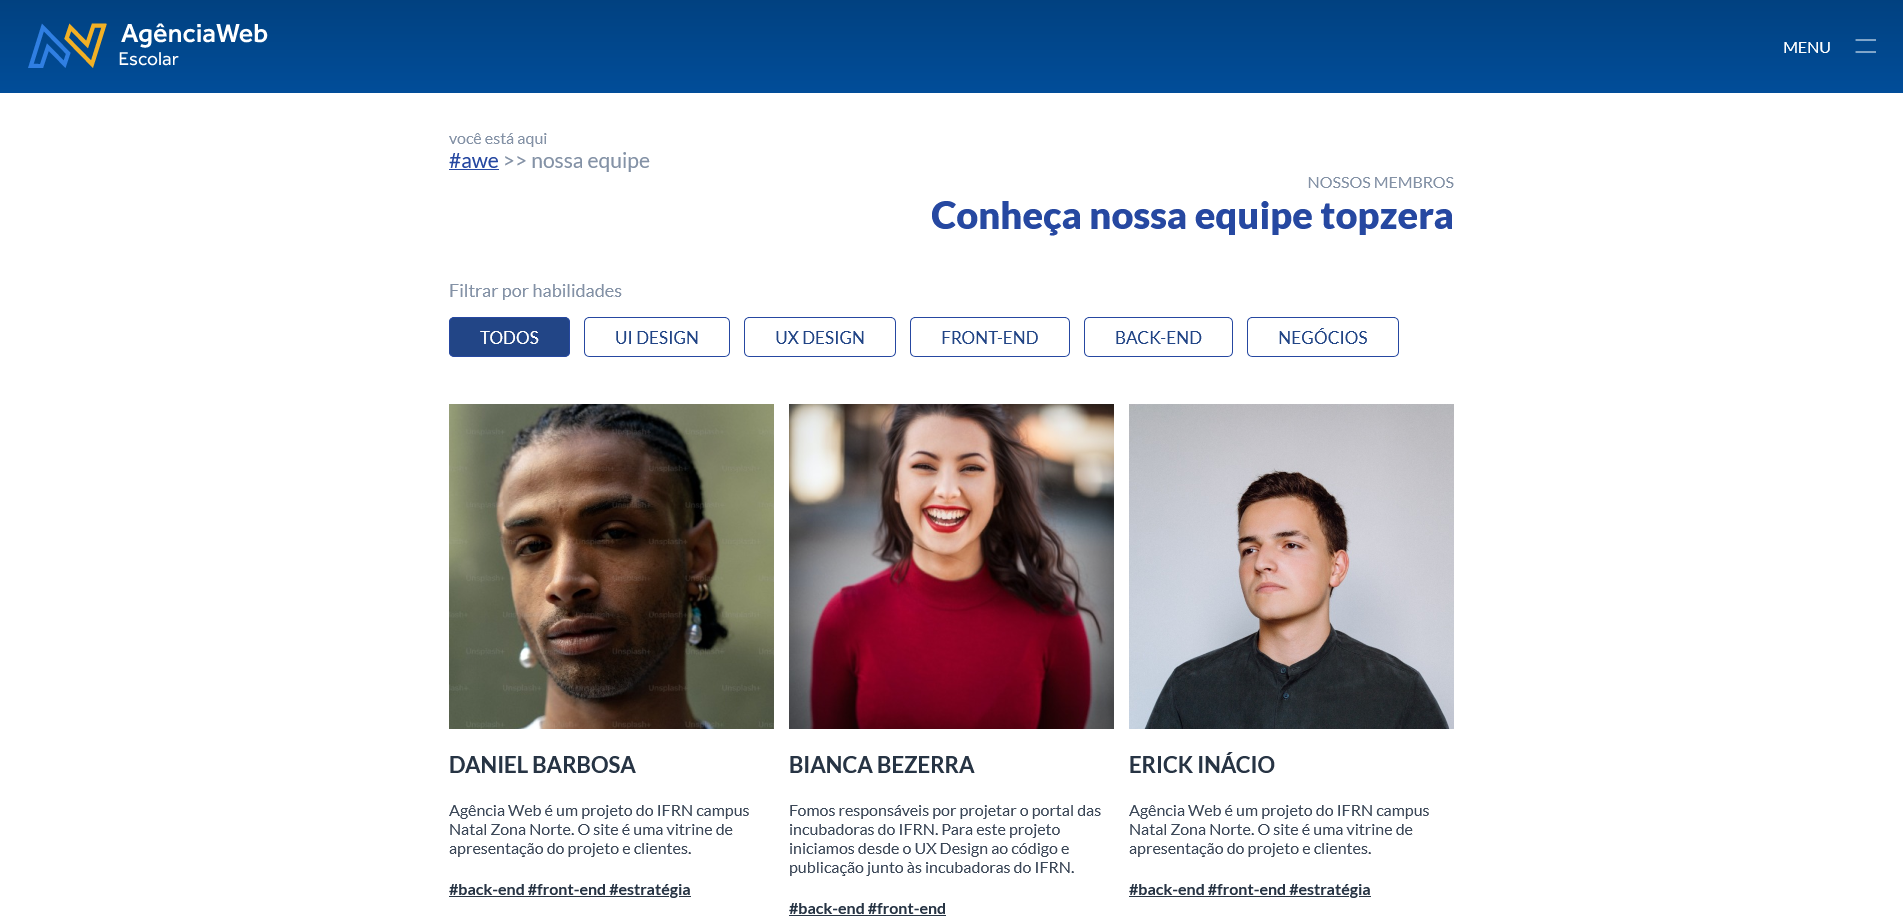 AgênciaWeb
Escolar
MENU
você está aqui
#awe >> nossa equipe
NOSSOS MEMBROS
Conheça nossa equipe topzera
Filtrar por habilidades
TODOS
UI DESIGN
UX DESIGN
FRONT-END
BACK-END
NEGÓCIOS
Unsplash+
DANIEL BARBOSA
Agência Web é um projeto do IFRN campus
Natal Zona Norte. O site é uma vitrine de
apresentação do projeto e clientes.
#back-end #front-end #estratégia
BIANCA BEZERRA
Fomos responsáveis por projetar o portal das
incubadoras do IFRN. Para este projeto
iniciamos desde o UX Design ao código e
publicação junto às incubadoras do IFRN.
#back-end #front-end
ERICK INÁCIO
Agência Web é um projeto do IFRN campus
Natal Zona Norte. O site é uma vitrine de
apresentação do projeto e clientes.
#back-end #front-end #estratégia